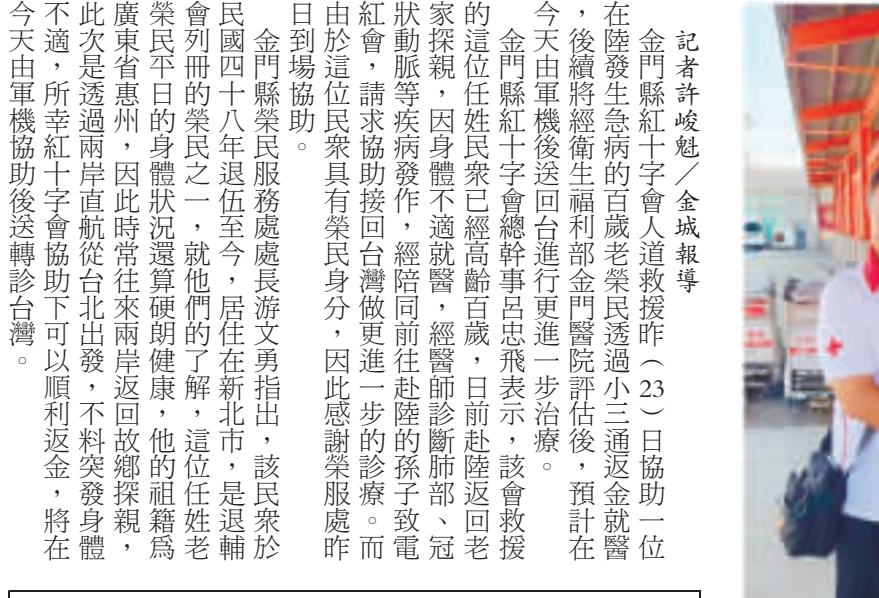 記者許峻魁／金城報導
金門縣紅十字會人道救援昨（23）日協助一位
在陸發生急病的百歲老榮民透過小三通返金就醫
，後續將經衛生福利部金門醫院評估後，預計在
今天由軍機後送回台進行更進一步治療。
金門縣紅十字會總幹事呂忠飛表示，該會救援
的這位任姓民眾已經高齡百歲，日前赴陸返回老
家探親，因身體不適就醫，經醫師診斷肺部、冠
狀動脈等疾病發作，經陪同前往赴陸的孫子致電
紅會，請求協助接回台灣做更進一步的診療。而
由於這位民眾具有榮民身分，因此感謝榮服處昨
日到場協助。
金門縣榮民服務處處長游文勇指出，該民眾於
民國四十八年退伍至今，居住在新北市，是退輔
會列冊的榮民之一，就他們的了解，這位任姓老
榮民平日的身體狀況還算硬朗健康，他的祖籍為
廣東省惠州，因此時常往來兩岸返回故鄉探親，
此次是透過兩岸直航從台北出發，不料突發身體
不適，所幸紅十字會協助下可以順利返金，將在
今天由軍機協助後送轉診台灣。